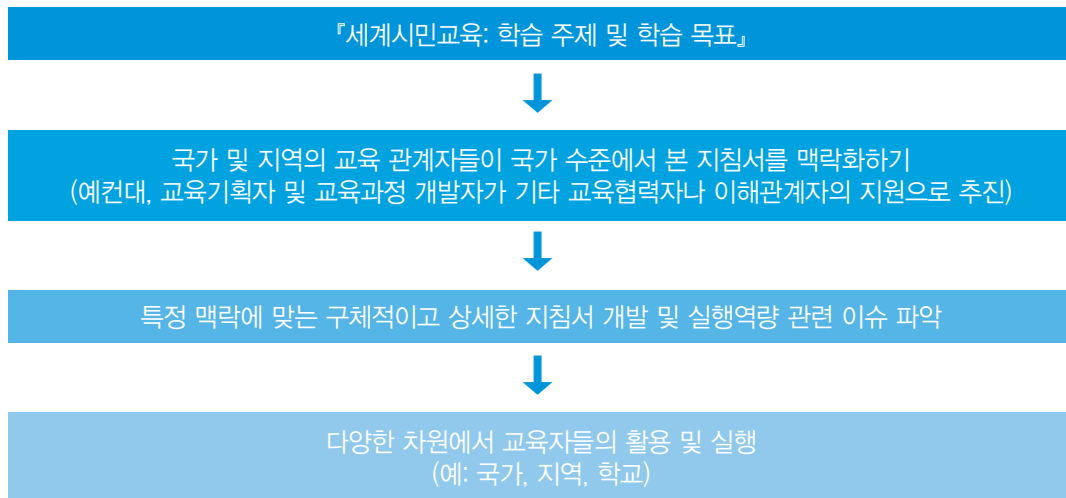 『세계시민교육: 학습 주제 및 학습 목표』
국가 및 지역의 교육 관계자들이 국가 수준에서 본 지침서를 맥락화하기
(예컨대, 교육기획자 및 교육과정 개발자가 기타 교육협력자나 이해관계자의 지원으로 추진)
특정 맥락에 맞는 구체적이고 상세한 지침서 개발 및 실행역량 관련 이슈 파악
다양한 차원에서 교육자들의 활용 및 실행
(예: 국가, 지역, 학교)